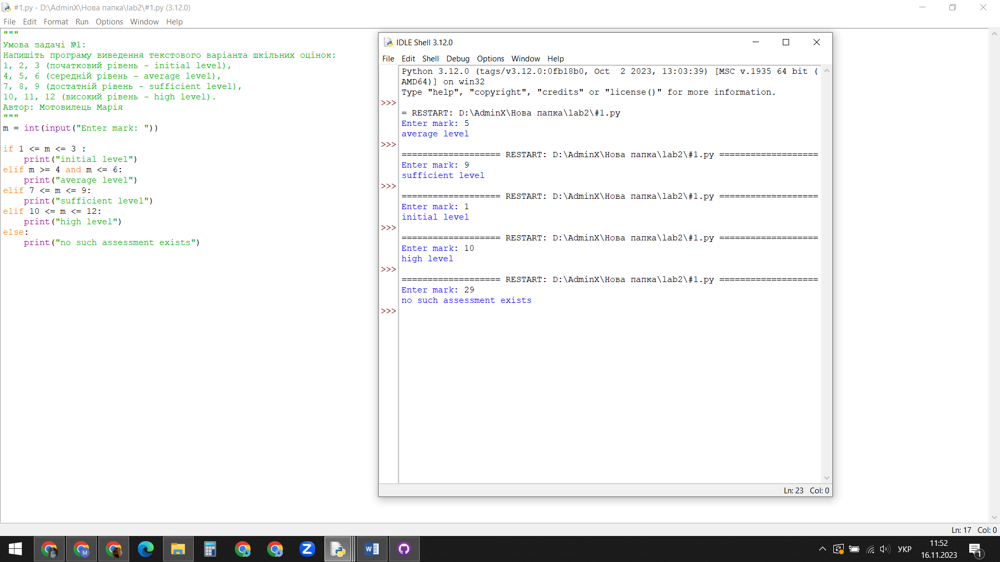 #1.py - D:\AdminX\Нова папка\lab2\#1.py (3.12.0)
File Edit Format Run Options Window Help
"""
Умова задачі №1:
Напишіть програму виведення текстового варіанта шкільних оцінок:
1, 2, 3 (початковий рівень - initial level),
4, 5, 6 (середній рівень - average level),
7, 8, 9 (достатній рівень - sufficient level),
10, 11, 12 (високий рівень - high level).
Автор: Мотовилець Марія
"""
m = int(input("Enter mark: "))
if 1 <= m <= 3 :
    print("initial level")
elif m >= 4 and m <= 6:
    print("average level")
elif 7 <= m <= 9:
    print("sufficient level")
elif 10 <= m <= 12:
    print("high level")
else:
    print("no such assessment exists")
IDLE Shell 3.12.0
File Edit Shell Debug Options Window Help
Python 3.12.0 (tags/v3.12.0:0fb18b0, Oct  2 2023, 13:03:39) [MSC v.1935 64 bit (
AMD64)] on win32
Type "help", "copyright", "credits" or "license()" for more information.
>>>
= RESTART: D:\AdminX\Нова папка\lab2\#1.py
Enter mark: 5
average level
>>>
=================== RESTART: D:\AdminX\Нова папка\lab2\#1.py ===================
Enter mark: 9
sufficient level
>>>
=================== RESTART: D:\AdminX\Нова папка\lab2\#1.py ===================
Enter mark: 1
initial level
>>>
=================== RESTART: D:\AdminX\Нова папка\lab2\#1.py ===================
Enter mark: 10
high level
>>>
=================== RESTART: D:\AdminX\Нова папка\lab2\#1.py ===================
Enter mark: 29
no such assessment exists
>>>
Ln: 23 Col: 0
Ln: 17 Col: 0
УКР
11:52
16.11.2023
1